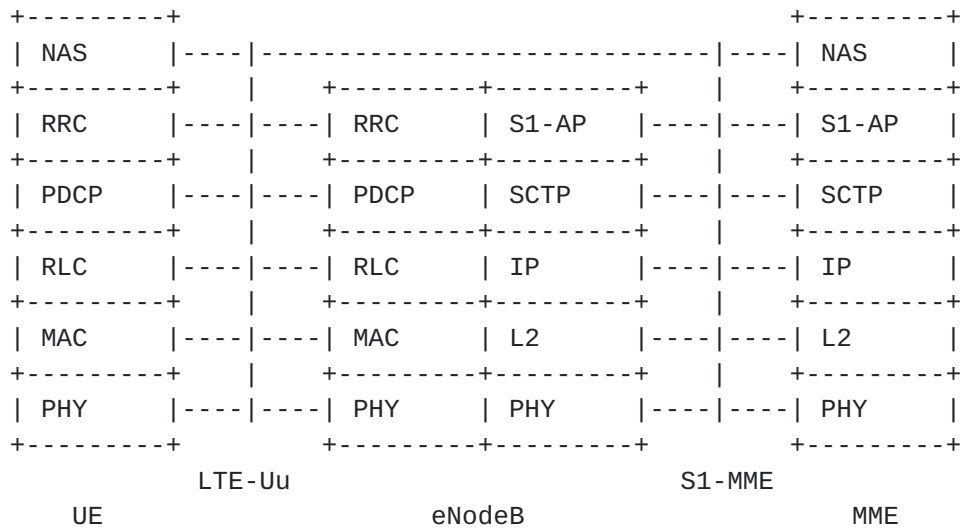 +---------+                                       +---------+
| NAS     |----|-----------------------------|----| NAS     |
+---------+    |    +---------+---------+    |    +---------+
| RRC     |----|----| RRC     | S1-AP   |----|----| S1-AP   |
+---------+    |    +---------+---------+    |    +---------+
| PDCP    |----|----| PDCP    | SCTP    |----|----| SCTP    |
+---------+    |    +---------+---------+    |    +---------+
| RLC     |----|----| RLC     | IP      |----|----| IP      |
+---------+    |    +---------+---------+    |    +---------+
| MAC     |----|----| MAC     | L2      |----|----| L2      |
+---------+    |    +---------+---------+    |    +---------+
| PHY     |----|----| PHY     | PHY     |----|----| PHY     |
+---------+         +---------+---------+         +---------+
            LTE-Uu                         S1-MME
    UE                     eNodeB                     MME